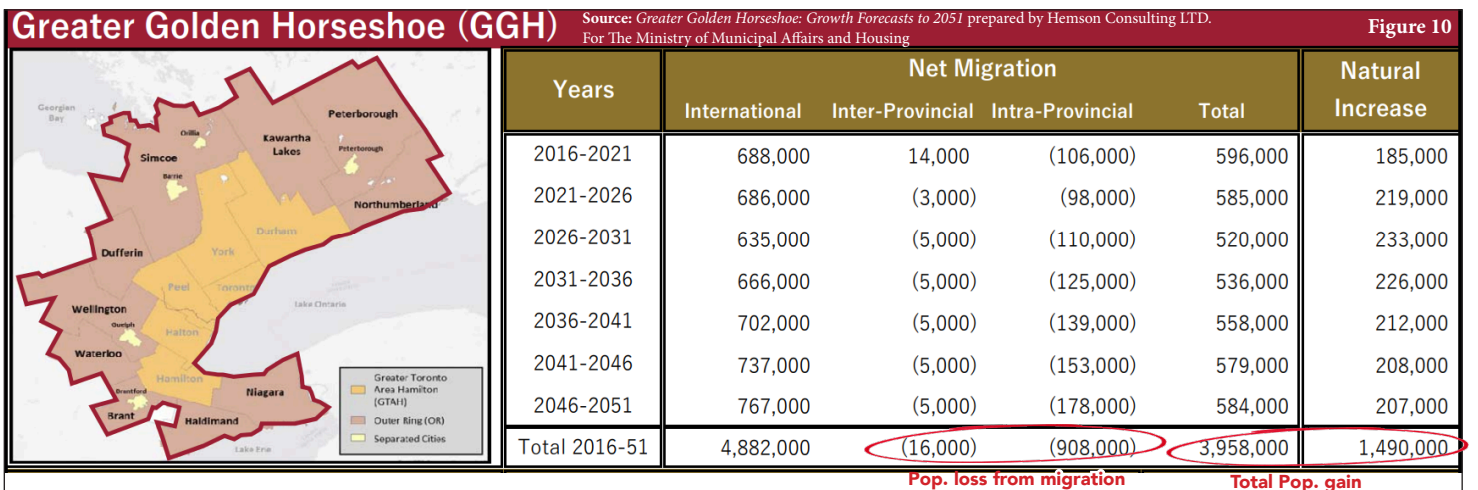 Greater Golden Horseshoe (GGH)
Source: Greater Golden Horseshoe: Growth Forecasts to 2051 prepared by Hemson Consulting LTD.
For The Ministry of Municipal Affairs and Housing
Figure 10
Georgian
Bay
Peterborough
Orillia
Kawartha
Lakes
Peterborough
Simcoe
Barrie
Northumberland
Durham
Dufferin
York
Peel
Toronto
Lake Ontario
Wellington
Guelph
Halton
Waterloo
Hamilton
Brantford
Niagara
Brant
Haldimand
Lake Erie
Greater Toronto
Area Hamilton
(GTAH)
Outer Ring (OR)
Separated Cities
Years Net Migration Natural
Increase
International Inter-Provincial Intra-Provincial Total
2016-2021 688,000 14,000 (106,000) 596,000 185,000
2021-2026 686,000 (3,000) (98,000) 585,000 219,000
2026-2031 635,000 (5,000) (110,000) 520,000 233,000
2031-2036 666,000 (5,000) (125,000) 536,000 226,000
2036-2041 702,000 (5,000) (139,000) 558,000 212,000
2041-2046 737,000 (5,000) (153,000) 579,000 208,000
2046-2051 767,000 (5,000) (178,000) 584,000 207,000
Total 2016-51 4,882,000 (16,000) (908,000) 3,958,000 1,490,000
Pop. loss from migration
Total Pop. gain